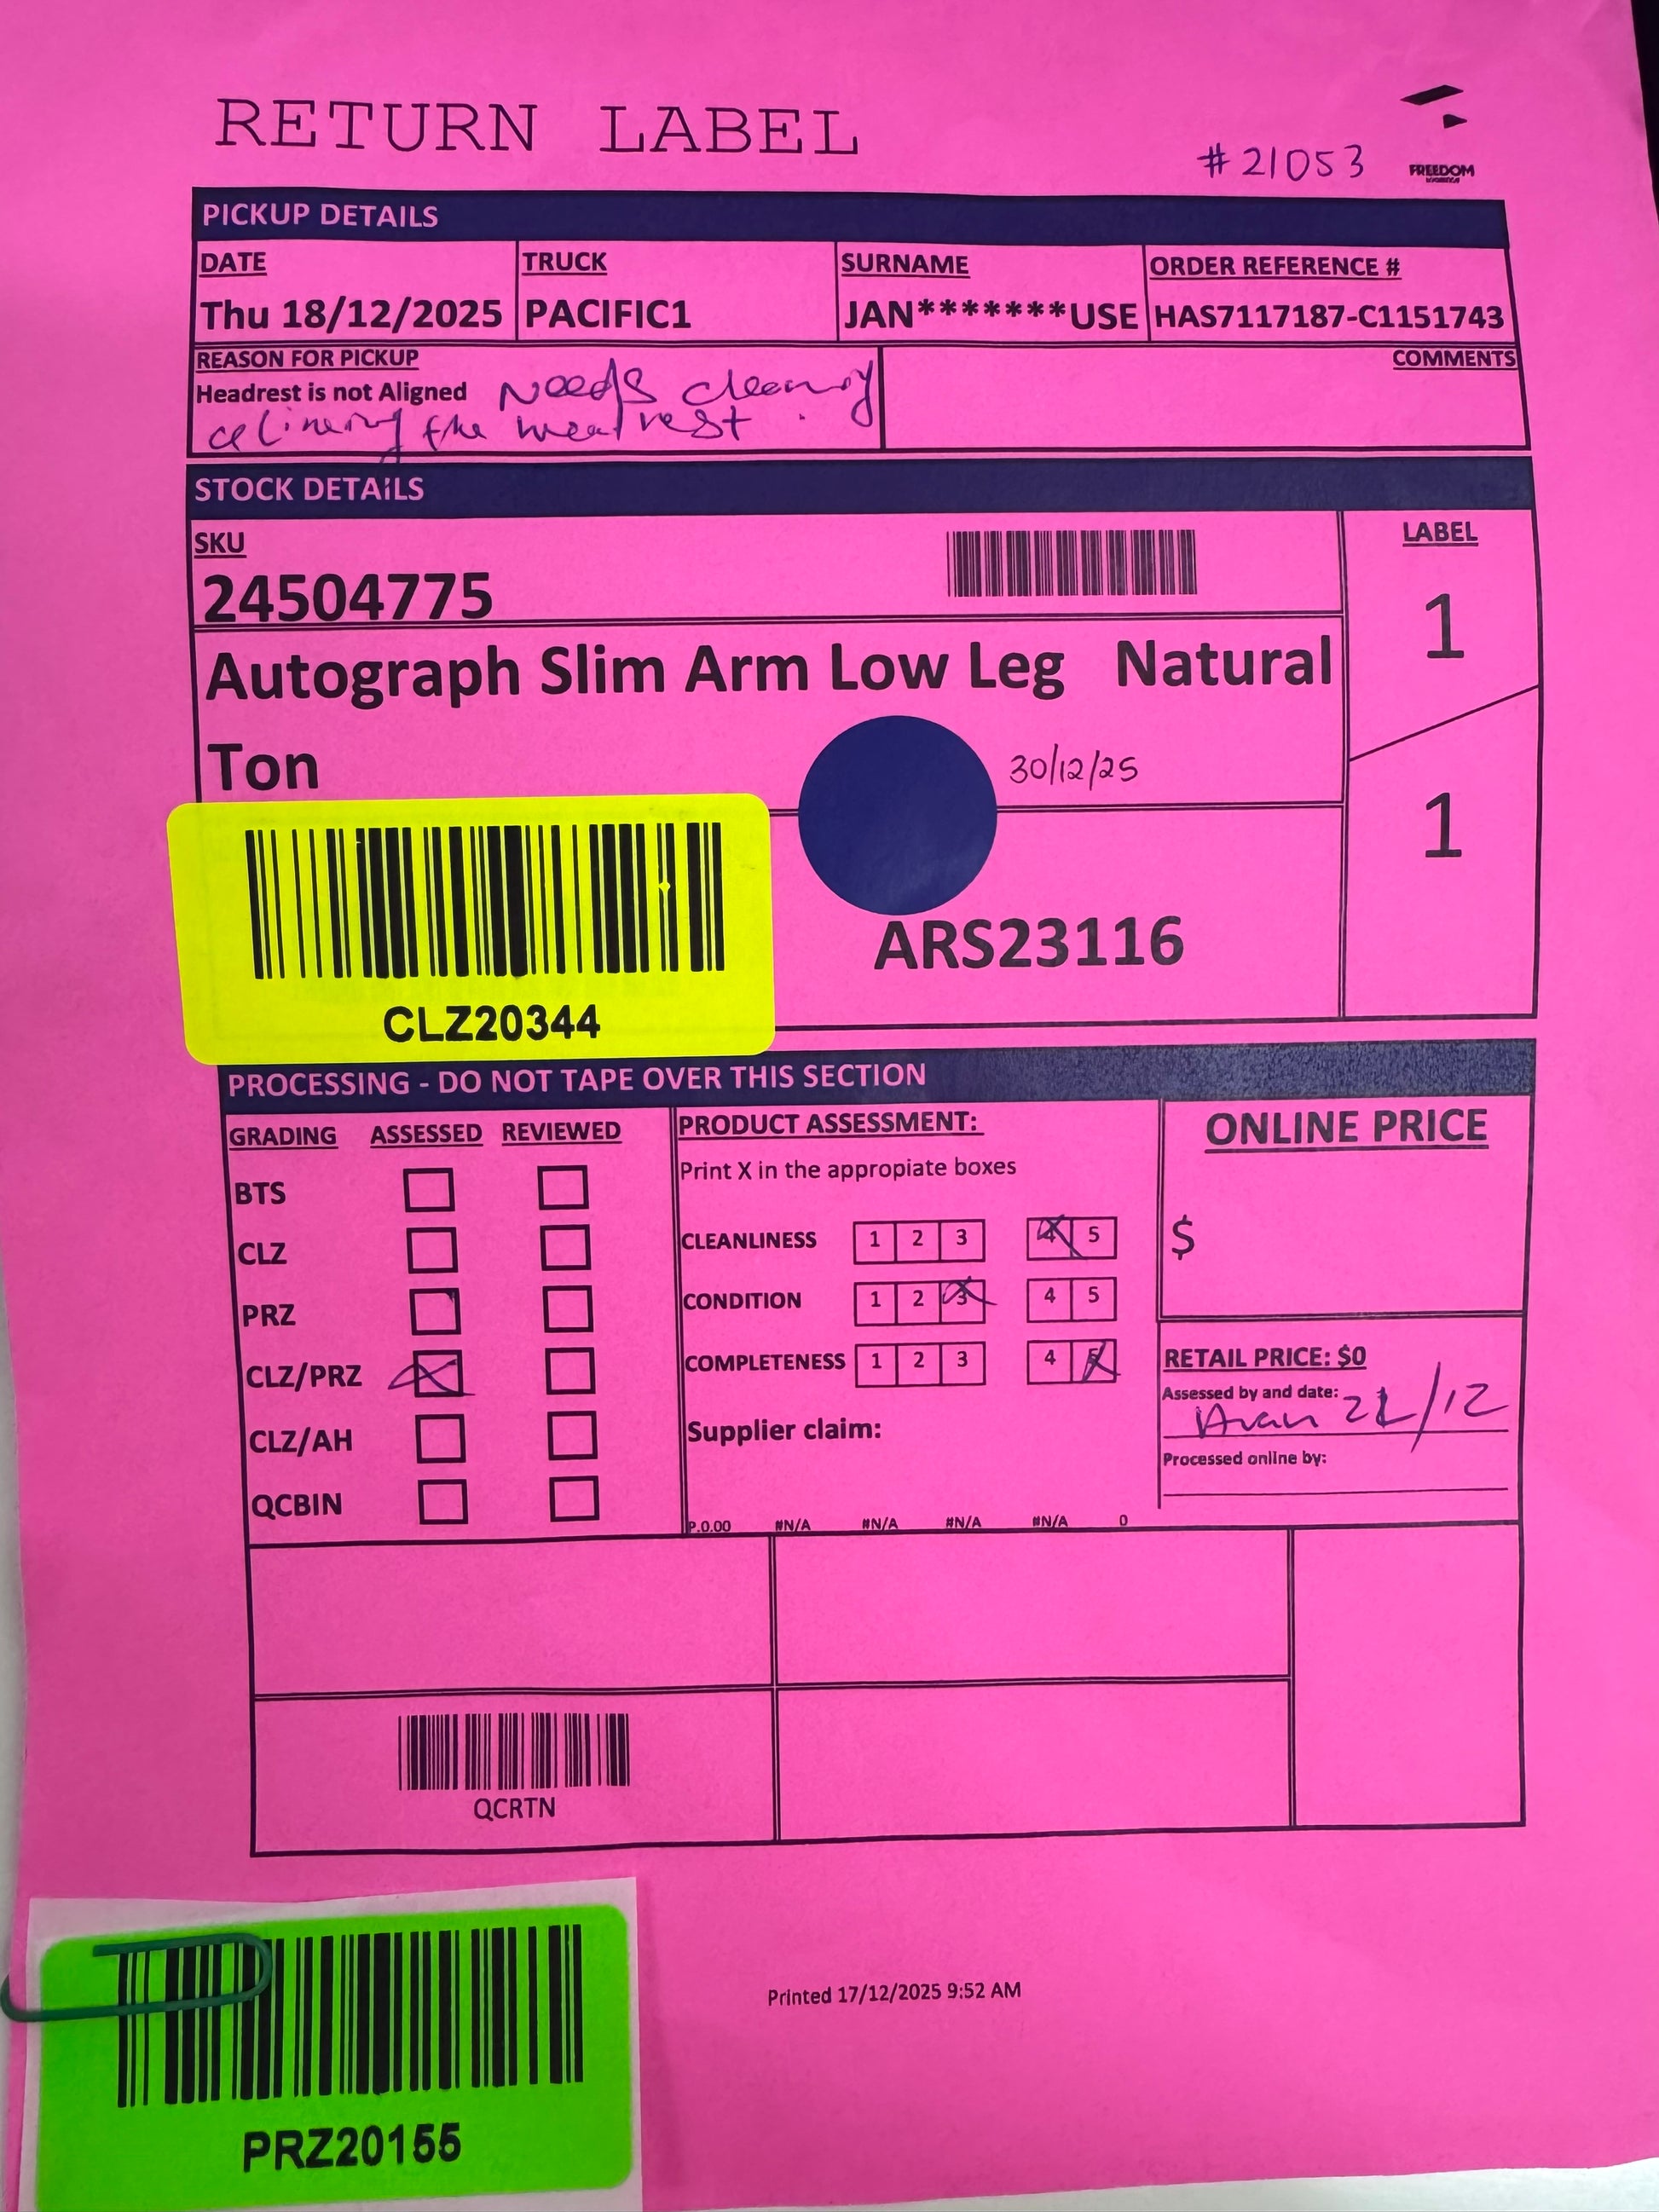 RETURN LABEL
#21053
FREEDOM
PICKUP DETAILS
DATE TRUCK SURNAME ORDER REFERENCE #
Thu 18/12/2025 PACIFIC1 JAN*******USE HAS7117187-C1151743
REASON FOR PICKUP COMMENTS
Headrest is not Aligned Needs
the rest.
STOCK DETAILS
SKU LABEL
24504775
1
Autograph Slim Arm Low Leg Natural
Ton
30/12/25
1
ARS23116
CLZ20344
PROCESSING - DO NOT TAPE OVER THIS SECTION
GRADING ASSESSED REVIEWED
BTS
CLZ
PRZ
CLZ/PRZ X
CLZ/AH
QCBIN
PRODUCT ASSESSMENT:
Print X in the appropiate boxes
CLEANLINESS 1 2 3 4 5
CONDITION 1 2 3 4 5
COMPLETENESS 1 2 3 4 5
Supplier claim:
P.0.00 #N/A #N/A #N/A #N/A 0
ONLINE PRICE
$
RETAIL PRICE: $0
Assessed by and date:
/12
Processed online by:
QCRTN
Printed 17/12/2025 9:52 AM
PRZ20155